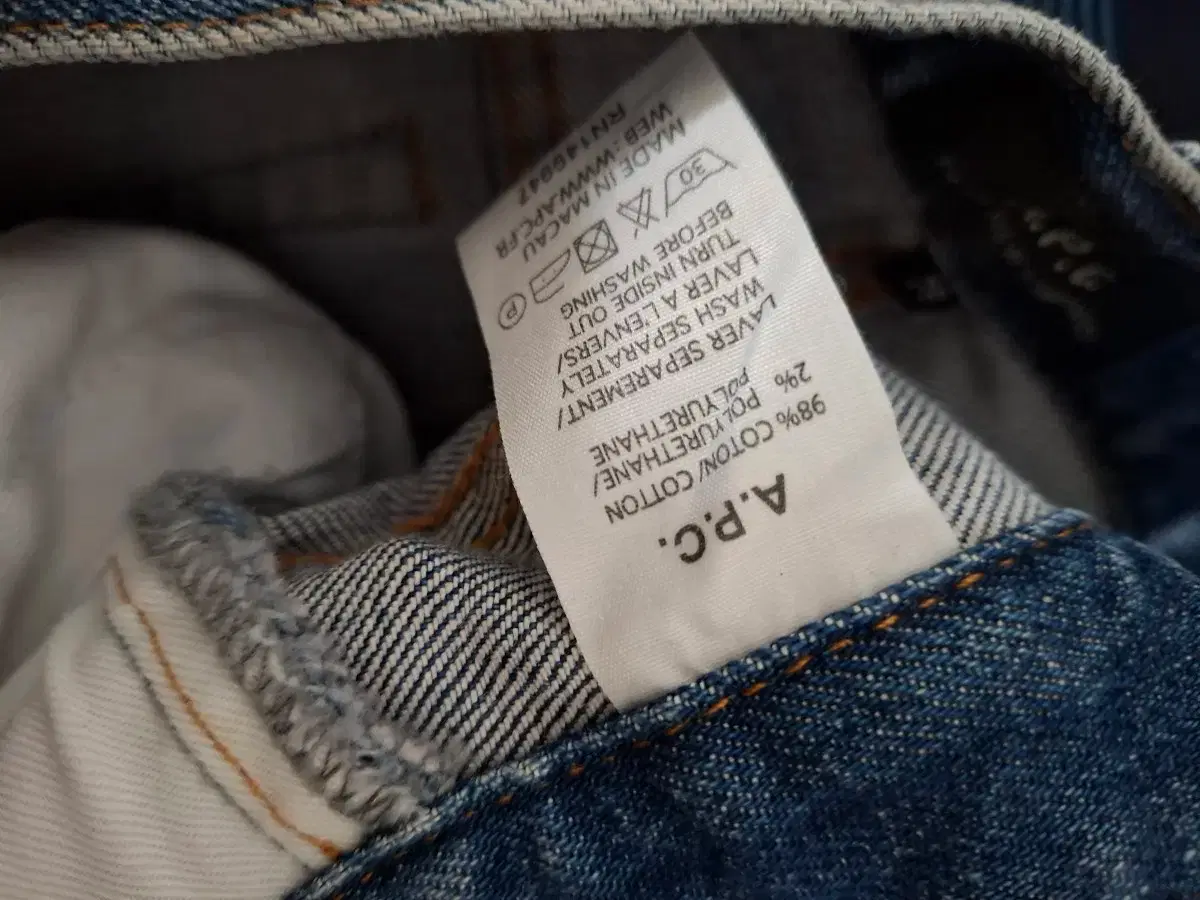 A.P.C.
98% COTON/ COTTON
2% POLYURETHANE/
POLYURETHANE
LAVER SEPAREMENT/
WASH SEPARATELY
LAVER A L'ENVERS/
TURN INSIDE OUT
BEFORE WASHING
30 P
MADE IN MACAU
WEB : WWW.APC.FR
RN146947